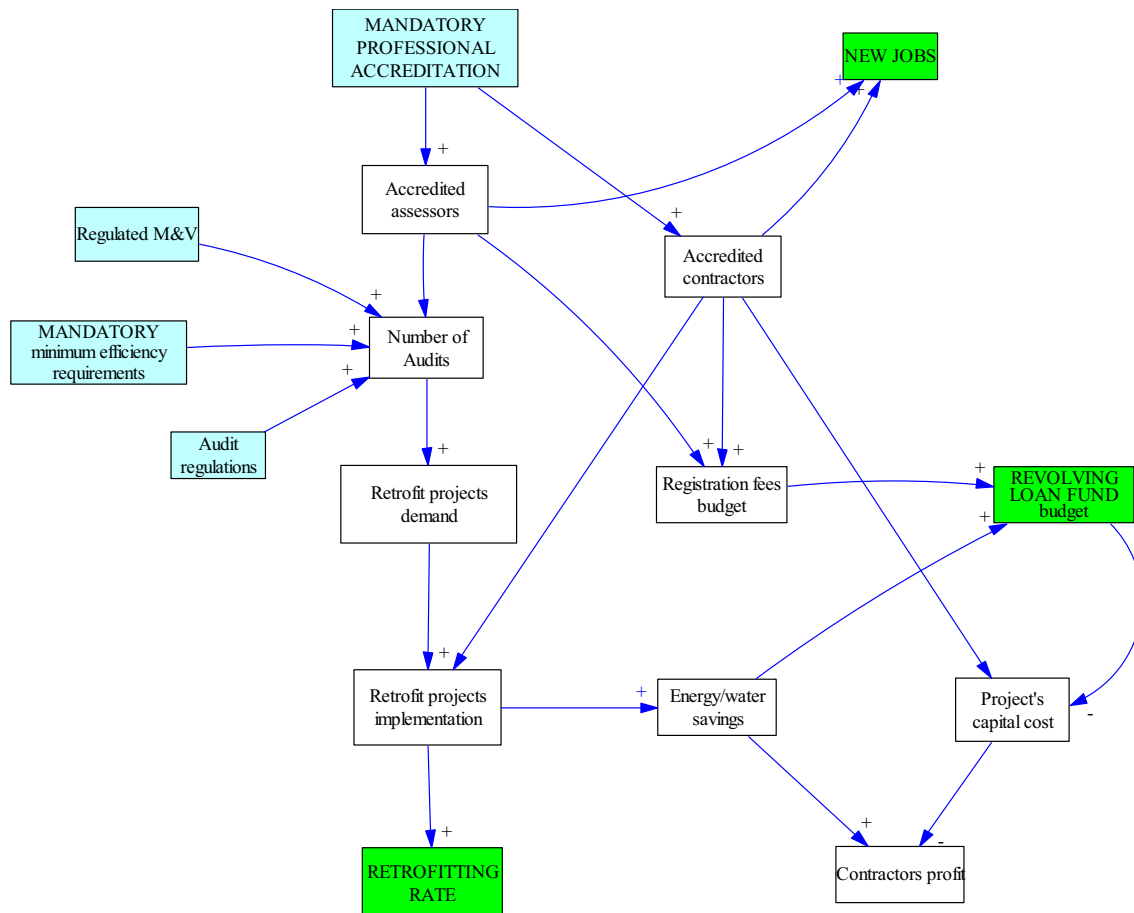 MANDATORY
PROFESSIONAL
ACCREDITATION
NEW JOBS
+
+
+
Accredited
assessors
+
Regulated M&V
Accredited
contractors
+
MANDATORY
minimum efficiency
requirements
+
Number of
Audits
+
Audit
regulations
+
+
+
Retrofit projects
demand
Registration fees
budget
+
REVOLVING
LOAN FUND
budget
+
+
Retrofit projects
implementation
+
Energy/water
savings
Project's
capital cost
-
+
+
-
RETROFITTING
RATE
Contractors profit